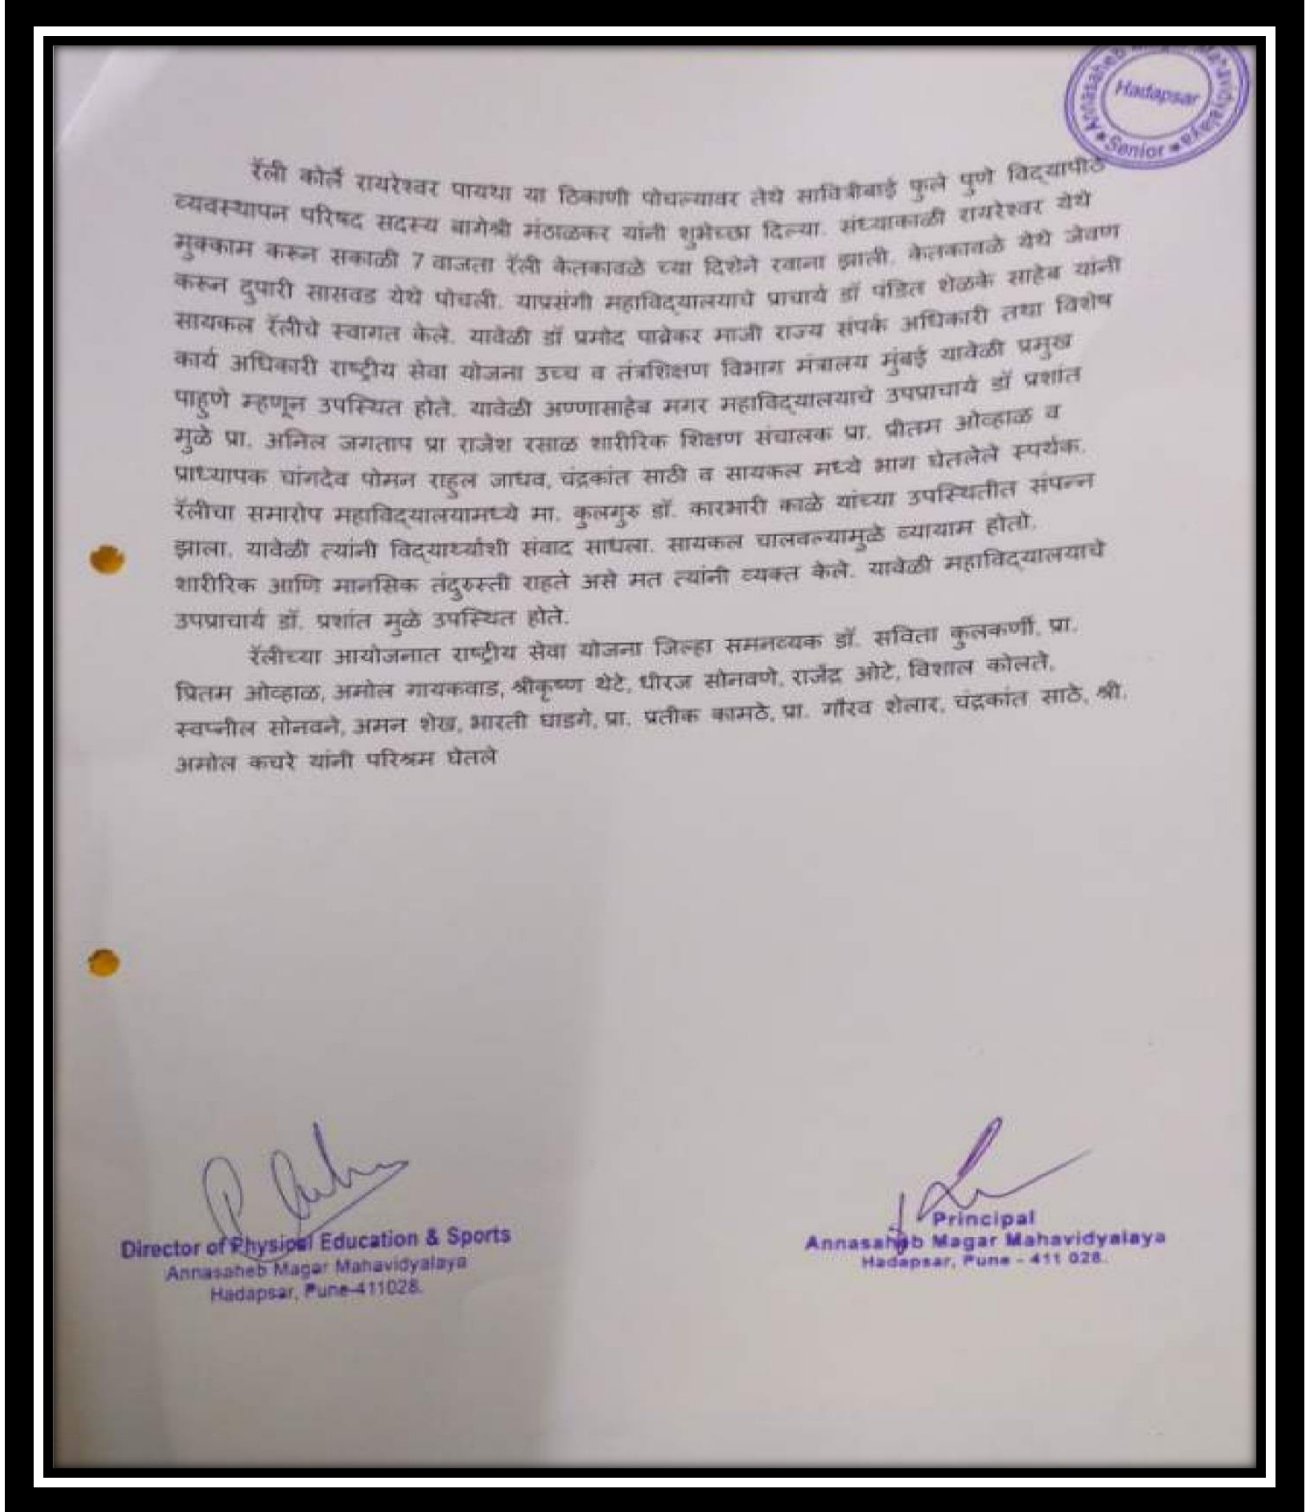 Annasaheb Magar Mahavidyalaya
Hadapsar
Senior
रॅली कोर्ले रायरेश्वर पायथा या ठिकाणी पोचल्यावर तेथे सावित्रीबाई फुले पुणे विद्यापीठ
व्यवस्थापन परिषद सदस्य बागेश्री मंठाळकर यांनी शुभेच्छा दिल्या. संध्याकाळी रायरेश्वर येथे
मुक्काम करून सकाळी 7 वाजता रॅली केतकावळे च्या दिशेने रवाना झाली. केतकावळे येथे जेवण
करून दुपारी सासवड येथे पोचली. याप्रसंगी महाविद्यालयाचे प्राचार्य डॉ पंडित शेळके साहेब यांनी
सायकल रॅलीचे स्वागत केले. यावेळी डॉ प्रमोद पाब्रेकर माजी राज्य संपर्क अधिकारी तथा विशेष
कार्य अधिकारी राष्ट्रीय सेवा योजना उच्च व तंत्रशिक्षण विभाग मंत्रालय मुंबई यावेळी प्रमुख
पाहुणे म्हणून उपस्थित होते. यावेळी अण्णासाहेब मगर महाविद्यालयाचे उपप्राचार्य डॉ प्रशांत
मुळे प्रा. अनिल जगताप प्रा राजेश रसाळ शारीरिक शिक्षण संचालक प्रा. प्रीतम ओव्हाळ व
प्राध्यापक चांगदेव पोमन राहुल जाधव, चंद्रकांत साठी व सायकल मध्ये भाग घेतलेले स्पर्धक.
रॅलीचा समारोप महाविद्यालयामध्ये मा. कुलगुरु डॉ. कारभारी काळे यांच्या उपस्थितीत संपन्न
झाला. यावेळी त्यांनी विद्यार्थ्यांशी संवाद साधला. सायकल चालवल्यामुळे व्यायाम होतो.
शारीरिक आणि मानसिक तंदुरुस्ती राहते असे मत त्यांनी व्यक्त केले. यावेळी महाविद्यालयाचे
उपप्राचार्य डॉ. प्रशांत मुळे उपस्थित होते.
रॅलीच्या आयोजनात राष्ट्रीय सेवा योजना जिल्हा समनव्यक डॉ. सविता कुलकर्णी, प्रा.
प्रितम ओव्हाळ, अमोल गायकवाड, श्रीकृष्ण थेटे, धीरज सोनवणे, राजेंद्र ओटे, विशाल कोलते,
स्वप्नील सोनवने, अमन शेख, भारती घाडगे, प्रा. प्रतीक कामठे, प्रा. गौरव शेलार, चंद्रकांत साठे, श्री.
अमोल कचरे यांनी परिश्रम घेतले
Director of Physical Education & Sports
Annasaheb Magar Mahavidyalaya
Hadapsar, Pune-411028.
Principal
Annasaheb Magar Mahavidyalaya
Hadapsar, Pune - 411 028.